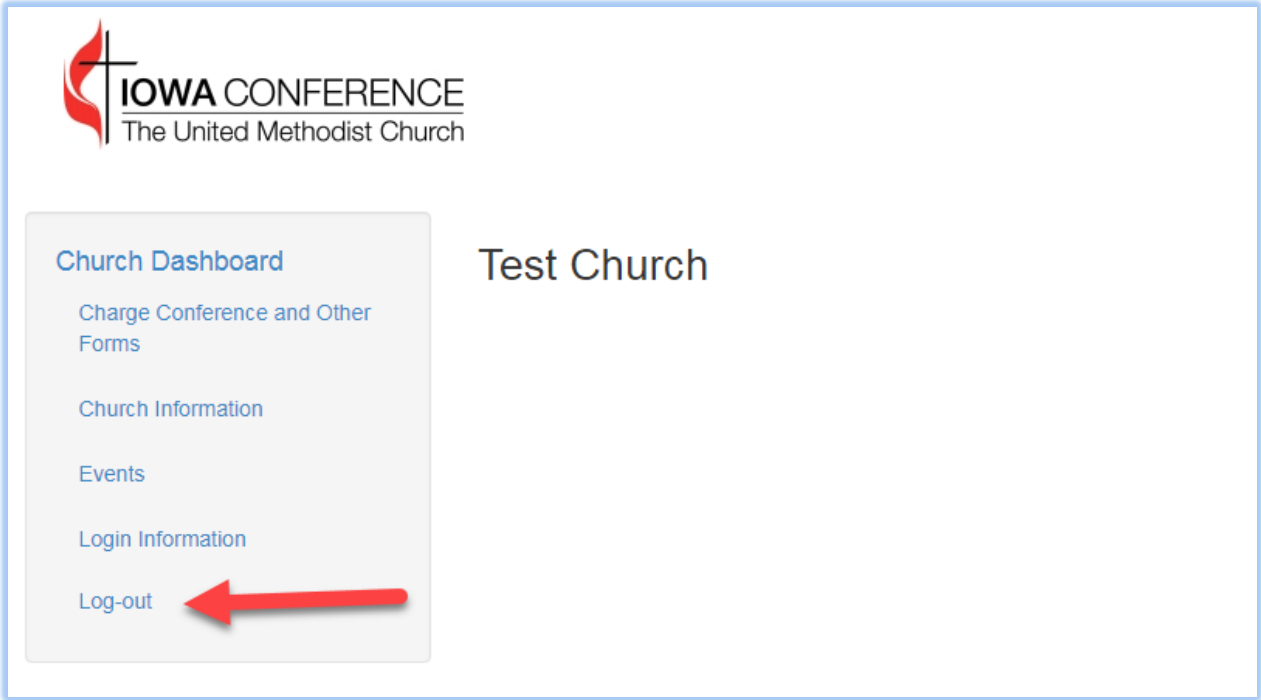 IOWA CONFERENCE
The United Methodist Church
Church Dashboard
Charge Conference and Other
Forms
Church Information
Events
Login Information
Log-out
Test Church